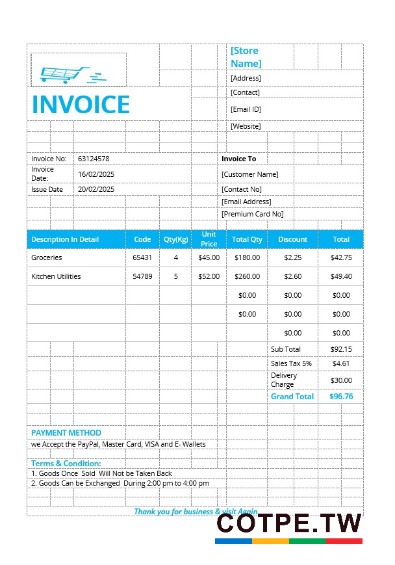 [Store
Name]
[Address]
[Contact]
INVOICE
[Email ID]
[Website]
Invoice No: 63124578 Invoice To
Invoice
Date: 16/02/2025 [Customer Name]
Issue Date 20/02/2025 [Contact No]
[Email Address]
[Premium Card No]
Description In Detail Code Qty(Kg) Unit
Price Total Qty Discount Total
Groceries 65431 4 $45.00 $180.00 $2.25 $42.75
Kitchen Utilities 54789 5 $52.00 $260.00 $2.60 $49.40
$0.00 $0.00 $0.00
$0.00 $0.00 $0.00
$0.00 $0.00
Sub Total $92.15
Sales Tax 5% $4.61
Delivery
Charge $30.00
Grand Total $96.76
PAYMENT METHOD
we Accept the PayPal, Master Card, VISA and E- Wallets
Terms & Condition:
1. Goods Once Sold Will Not be Taken Back
2. Goods Can be Exchanged During 2:00 pm to 4:00 pm
Thank you for business & visit Again
COTPE.TW